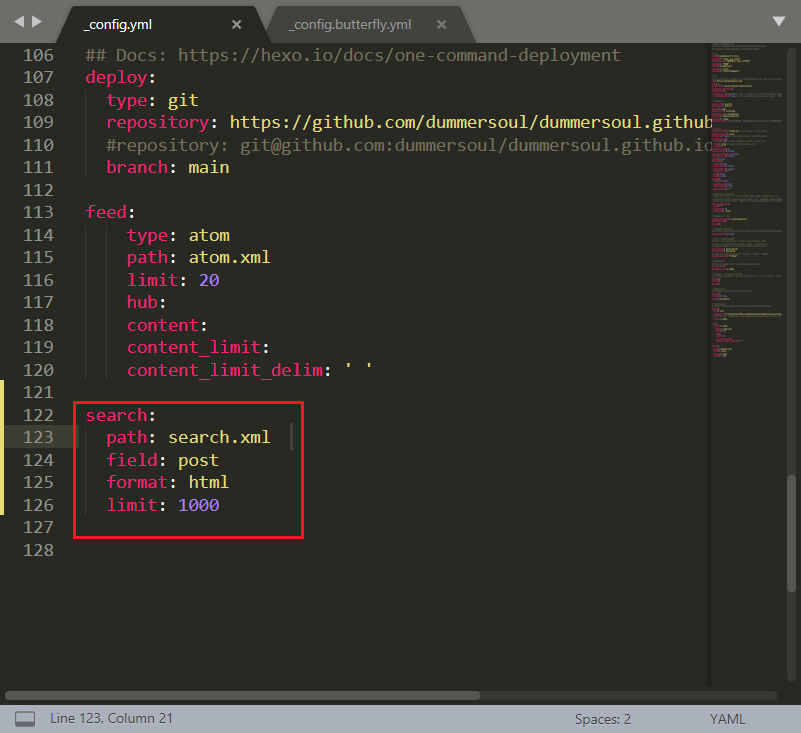 _config.yml
_config.butterfly.yml
106 ## Docs: https://hexo.io/docs/one-command-deployment
107 deploy:
108 type: git
109 repository: https://github.com/dummersoul/dummersoul.github
110 #repository: git@github.com:dummersoul/dummersoul.github.io
111 branch: main
112
113 feed:
114 type: atom
115 path: atom.xml
116 limit: 20
117 hub:
118 content:
119 content_limit:
120 content_limit_delim: ' '
121
122 search:
123 path: search.xml
124 field: post
125 format: html
126 limit: 1000
127
128
Line 123, Column 21
Spaces: 2
YAML